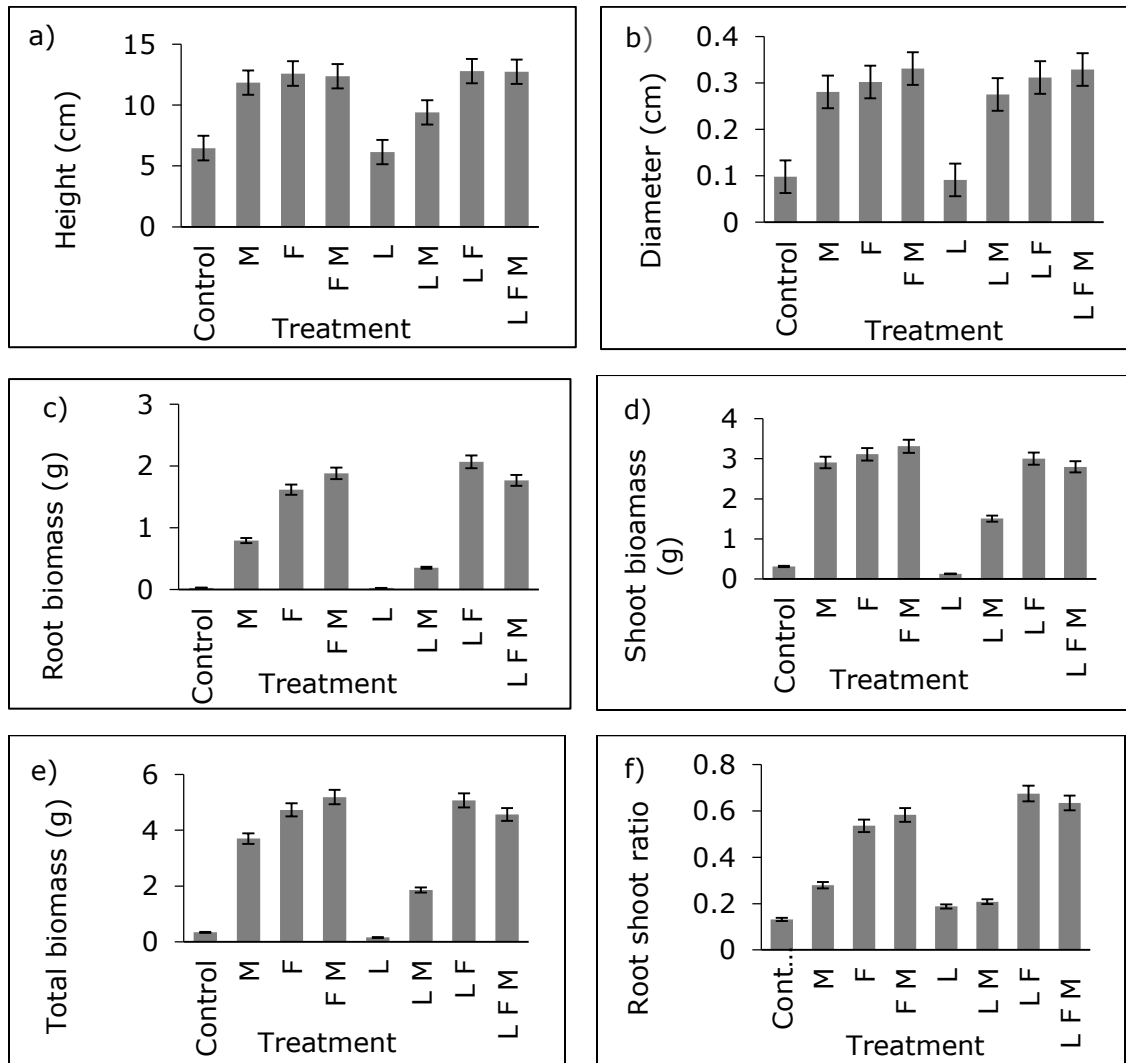 a)
Height (cm)
15
10
5
0
Control
M
F
F M
L
L M
L F
L F M
Treatment
b)
Diameter (cm)
0.4
0.3
0.2
0.1
0
Control
M
F
F M
L
L M
L F
L F M
Treatment
c)
Root biomass (g)
3
2
1
0
Control
M
F
F M
L
L M
L F
L F M
Treatment
d)
Shoot bioamass
(g)
4
3
2
1
0
Control
M
F
F M
L
L M
L F
L F M
Treatment
e)
Total biomass (g)
6
4
2
0
Control
M
F
F M
L
L M
L F
L F M
Treatment
f)
Root shoot ratio
0.8
0.6
0.4
0.2
0
Cont...
M
F
F M
L
L M
L F
L F M
Treatment